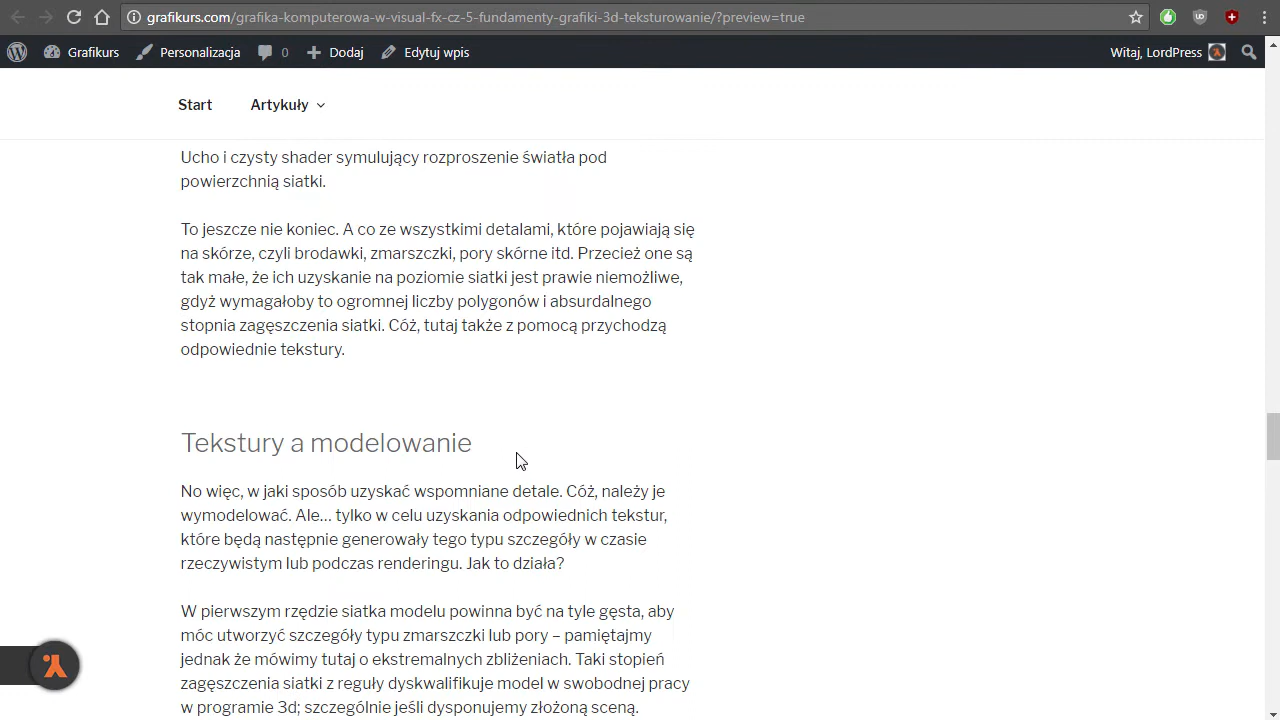 grafikurs.com/grafika-komputerowa-w-visual-fx-cz-5-fundamenty-grafiki-3d-teksturowanie/?preview=true
Grafikurs Personalizacja 0 Dodaj Edytuj wpis Witaj, LordPress
Start Artykuły
Ucho i czysty shader symulujący rozproszenie światła pod
powierzchnią siatki.
To jeszcze nie koniec. A co ze wszystkimi detalami, które pojawiają się
na skórze, czyli brodawki, zmarszczki, pory skórne itd. Przecież one są
tak małe, że ich uzyskanie na poziomie siatki jest prawie niemożliwe,
gdyż wymagałoby to ogromnej liczby polygonów i absurdalnego
stopnia zagęszczenia siatki. Cóż, tutaj także z pomocą przychodzą
odpowiednie tekstury.
Tekstury a modelowanie
No więc, w jaki sposób uzyskać wspomniane detale. Cóż, należy je
wymodelować. Ale… tylko w celu uzyskania odpowiednich tekstur,
które będą następnie generowały tego typu szczegóły w czasie
rzeczywistym lub podczas renderingu. Jak to działa?
W pierwszym rzędzie siatka modelu powinna być na tyle gęsta, aby
móc utworzyć szczegóły typu zmarszczki lub pory – pamiętajmy
jednak że mówimy tutaj o ekstremalnych zbliżeniach. Taki stopień
zagęszczenia siatki z reguły dyskwalifikuje model w swobodnej pracy
w programie 3d; szczególnie jeśli dysponujemy złożoną sceną.